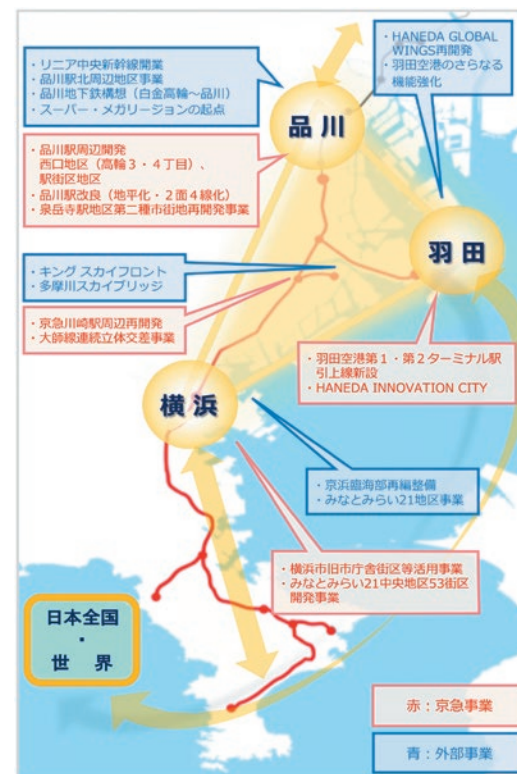 ・リニア中央新幹線開業
・品川駅北周辺地区事業
・品川地下鉄構想（白金高輪～品川）
・スーパー・メガリージョンの起点
・HANEDA GLOBAL
WINGS再開発
・羽田空港のさらなる
機能強化
品川
・品川駅周辺開発
西口地区（高輪３・４丁目）、
駅街区地区
・品川駅改良（地平化・２面４線化）
・泉岳寺駅地区第二種市街地再開発事業
羽田
・キング スカイフロント
・多摩川スカイブリッジ
・京急川崎駅周辺再開発
・大師線連続立体交差事業
・羽田空港第１・第２ターミナル駅
引上線新設
・HANEDA INNOVATION CITY
横浜
・京浜臨海部再編整備
・みなとみらい21地区事業
・横浜市旧市庁舎街区等活用事業
・みなとみらい21中央地区53街区
開発事業
日本全国
・
世 界
赤：京急事業
青：外部事業